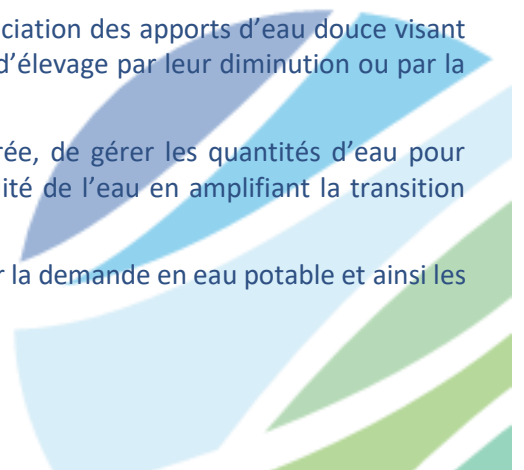 ciation des apports d’eau douce visant
d’élevage par leur diminution ou par la
rée, de gérer les quantités d’eau pour
ité de l’eau en amplifiant la transition
r la demande en eau potable et ainsi les